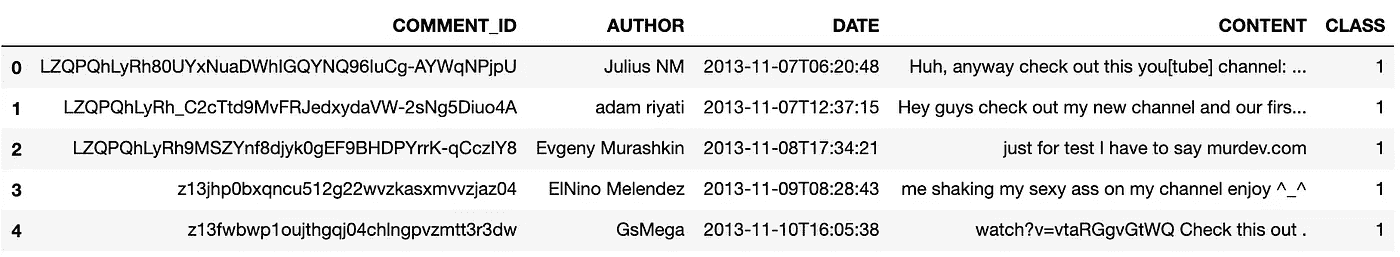 COMMENT_ID AUTHOR DATE CONTENT CLASS
0 LZQPQhLyRh80UYxNuaDWhIGQYNQ96IuCg-AYWqNPjpU Julius NM 2013-11-07T06:20:48 Huh, anyway check out this you[tube] channel: ... 1
1 LZQPQhLyRh_C2cTtd9MvFRJedxydaVW-2sNg5Diuo4A adam riyati 2013-11-07T12:37:15 Hey guys check out my new channel and our firs... 1
2 LZQPQhLyRh9MSZYnf8djyk0gEF9BHDPYrrK-qCczIY8 Evgeny Murashkin 2013-11-08T17:34:21 just for test I have to say murdev.com 1
3 z13jhp0bxqncu512g22wvzkasxmvvzjaz04 ElNino Melendez 2013-11-09T08:28:43 me shaking my sexy ass on my channel enjoy ^_^ 1
4 z13fwbwp1oujthgqj04chlngpvzmtt3r3dw GsMega 2013-11-10T16:05:38 watch?v=vtaRGgvGtWQ Check this out . 1